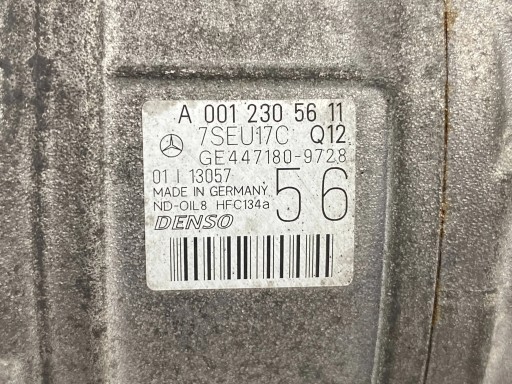 A 001 230 56 11
7SEU17C Q12
GE447180-9728
01 I 13057
MADE IN GERMANY
ND-OIL8 HFC134a
56
DENSO